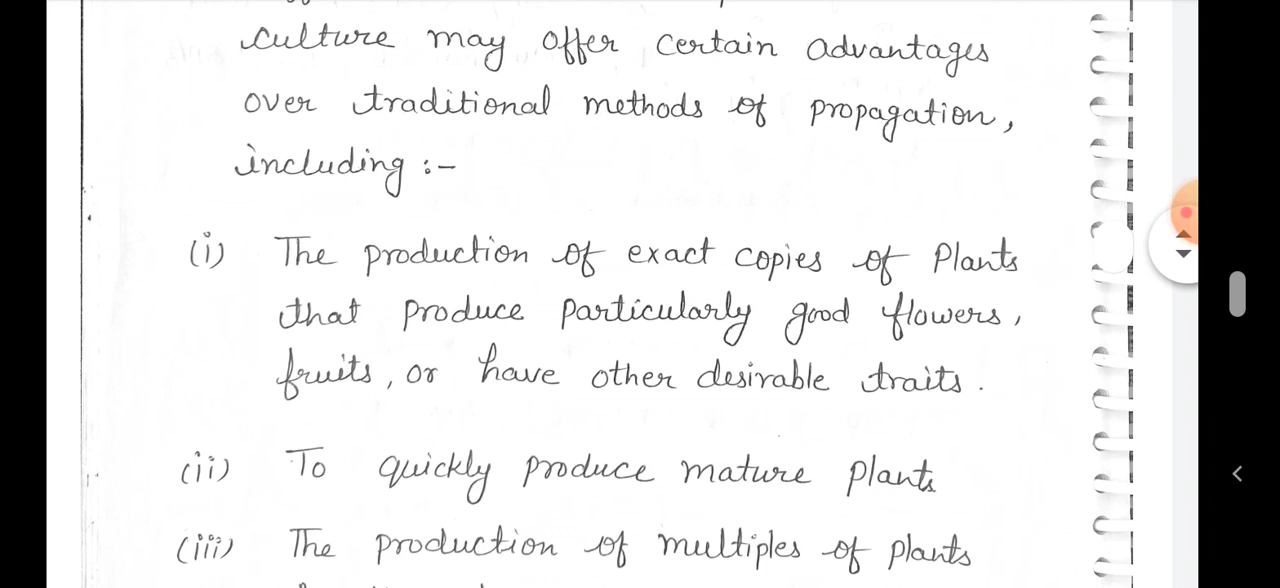 culture may offer certain advantages
over traditional methods of propagation,
including :-
(i) The production of exact copies of Plants
that produce particularly good flowers,
fruits, or have other desirable traits.
(ii) To quickly produce mature plants
(iii) The production of multiples of plants